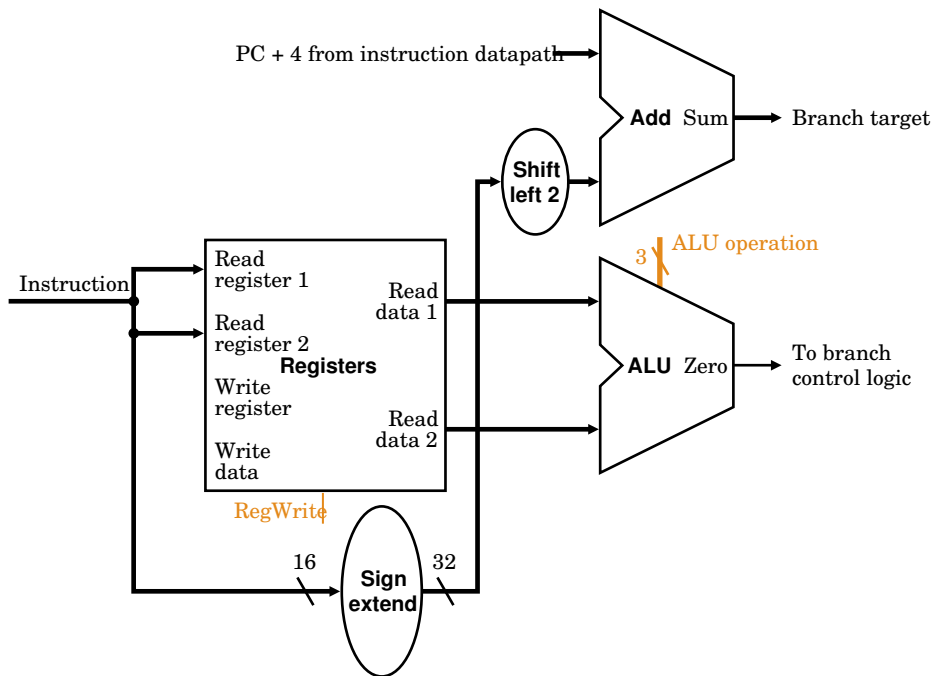 PC + 4 from instruction datapath
Add Sum
Branch target
Shift
left 2
ALU operation
3
Instruction
Read
register 1
Read
data 1
Read
register 2
Registers
ALU Zero
To branch
control logic
Write
register
Read
data 2
Write
data
RegWrite
16
Sign
extend
32